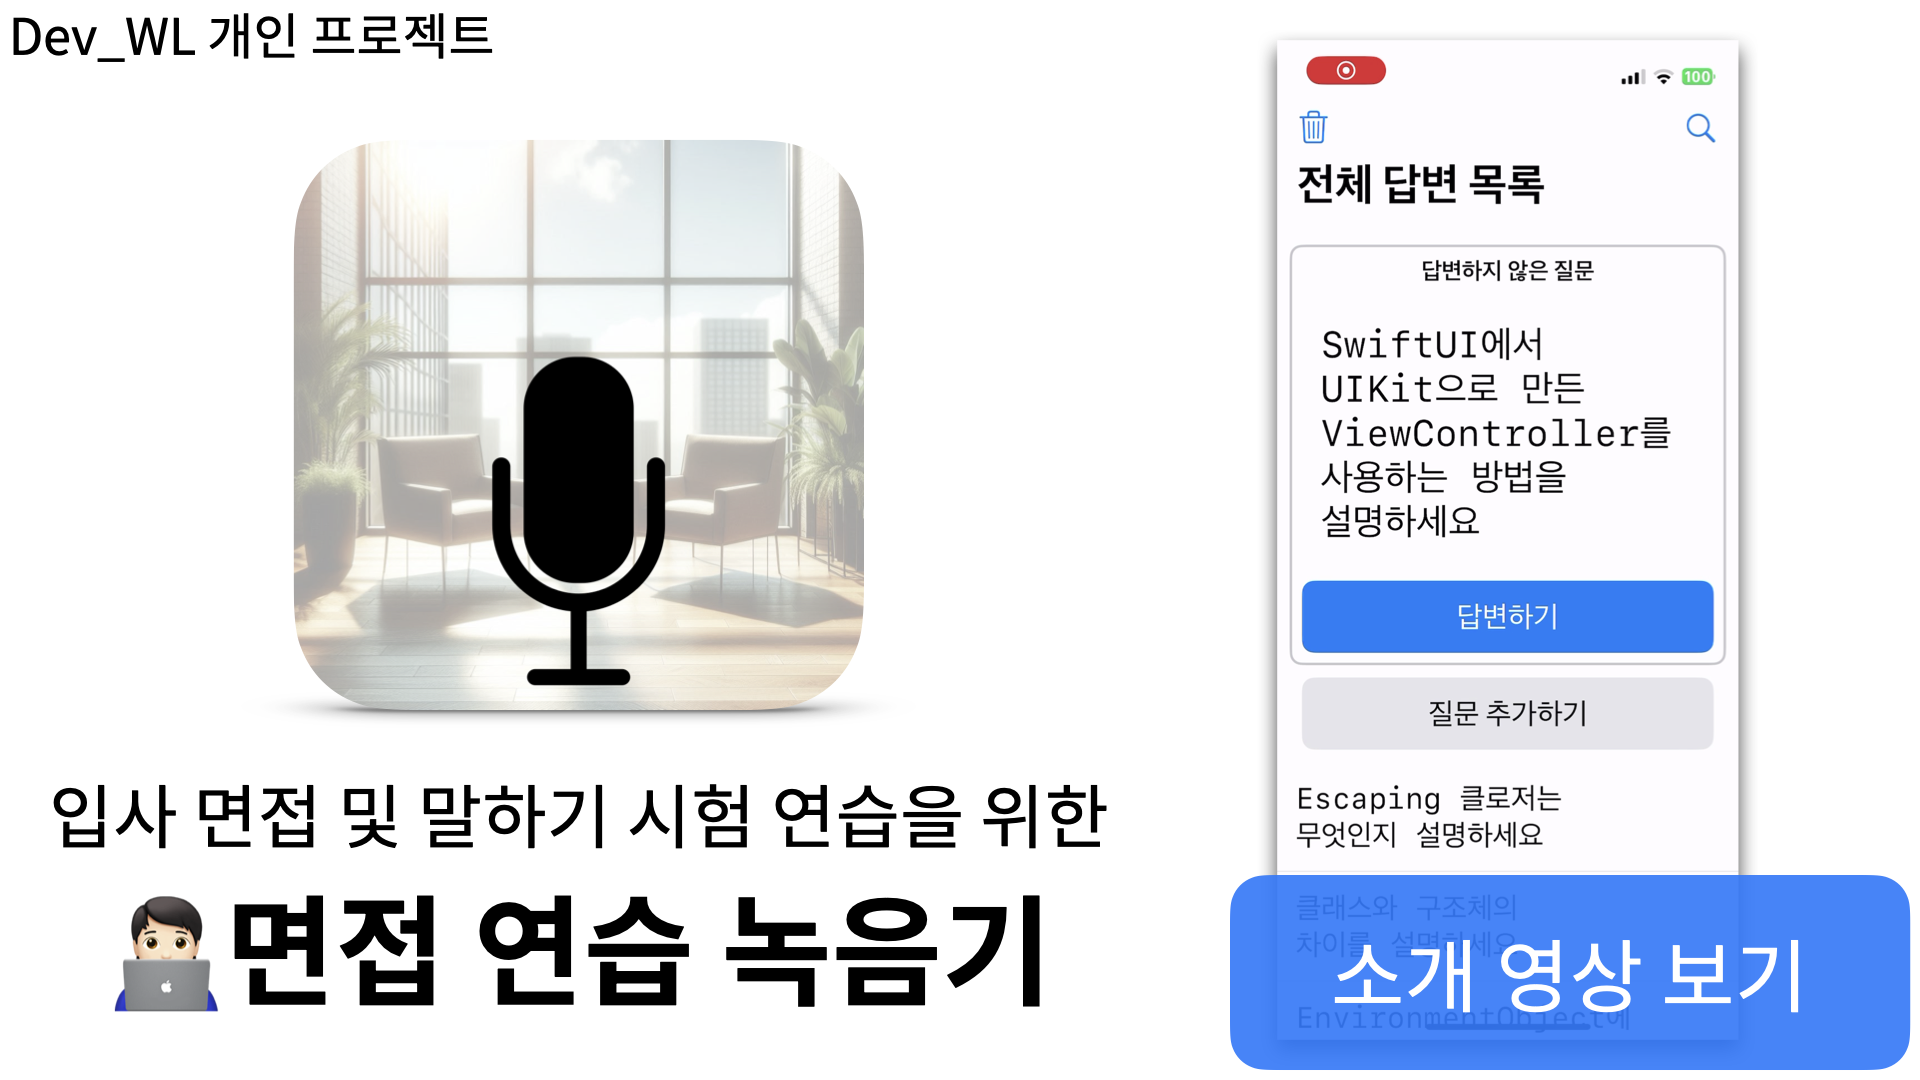 Dev_WL 개인 프로젝트
입사 면접 및 말하기 시험 연습을 위한
면접 연습 녹음기
100
전체 답변 목록
답변하지 않은 질문
SwiftUI에서
UIKit으로 만든
ViewController를
사용하는 방법을
설명하세요
답변하기
질문 추가하기
Escaping 클로저는
무엇인지 설명하세요
클래스와 구조체의
차이를 설명하세요
EnvironmentObject에
소개 영상 보기